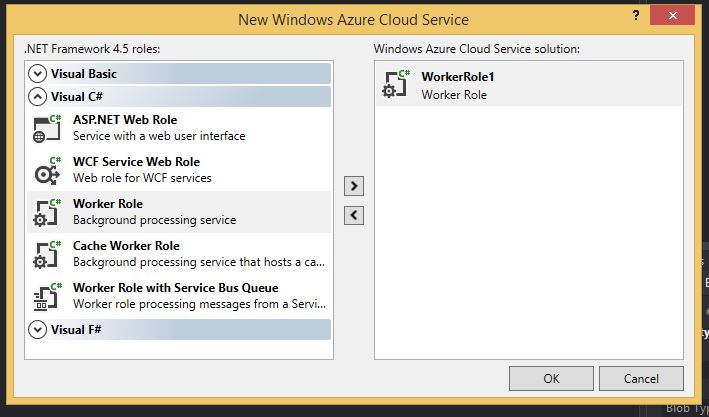 New Windows Azure Cloud Service
?
.NET Framework 4.5 roles:
Visual Basic
Visual C#
C#
ASP.NET Web Role
Service with a web user interface
C#
WCF Service Web Role
Web role for WCF services
C#
Worker Role
Background processing service
C#
Cache Worker Role
Background processing service that hosts a ca...
C#
Worker Role with Service Bus Queue
Worker role processing messages from a Servi...
Visual F#
Windows Azure Cloud Service solution:
C#
WorkerRole1
Worker Role
OK
Cancel
Blob Typ